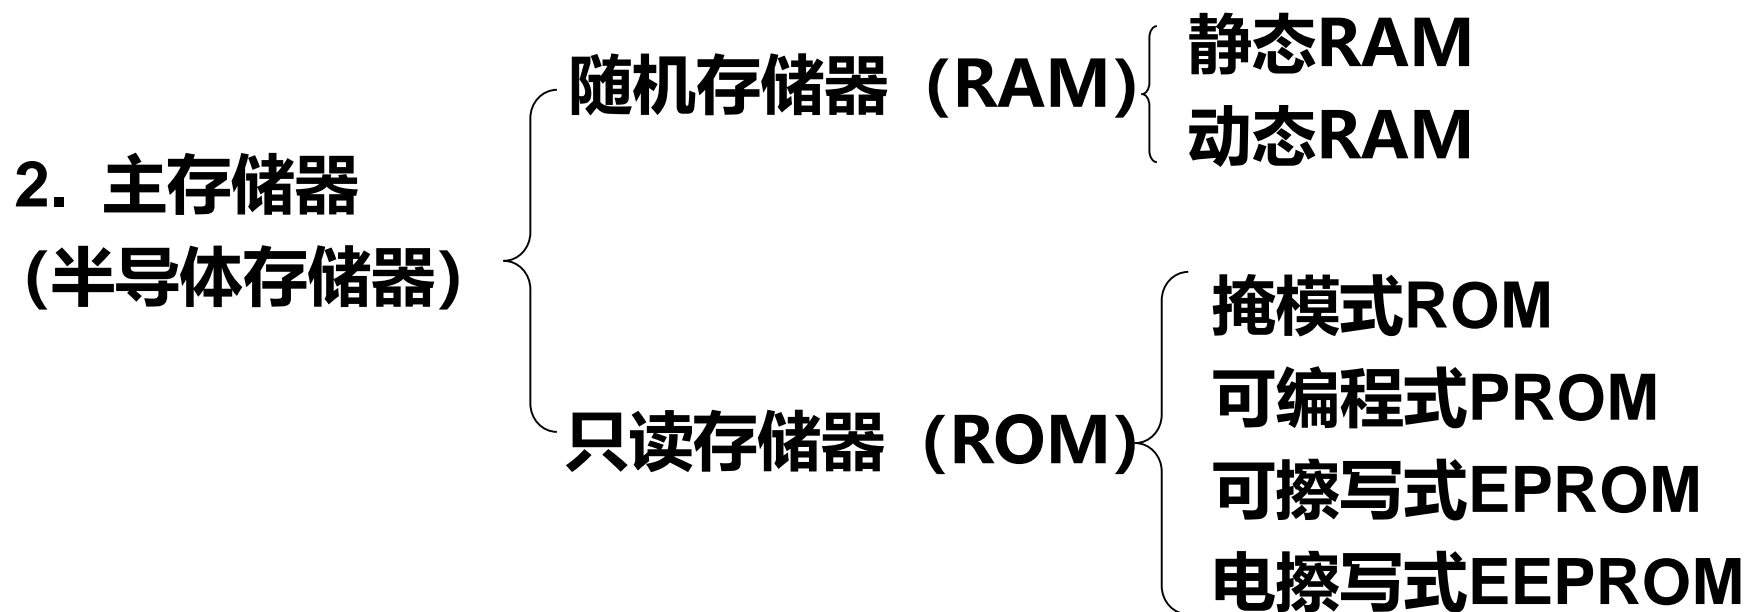 2. 主存储器
(半导体存储器)
随机存储器（RAM）
静态RAM
动态RAM
只读存储器（ROM）
掩模式ROM
可编程式PROM
可擦写式EPROM
电擦写式EEPROM